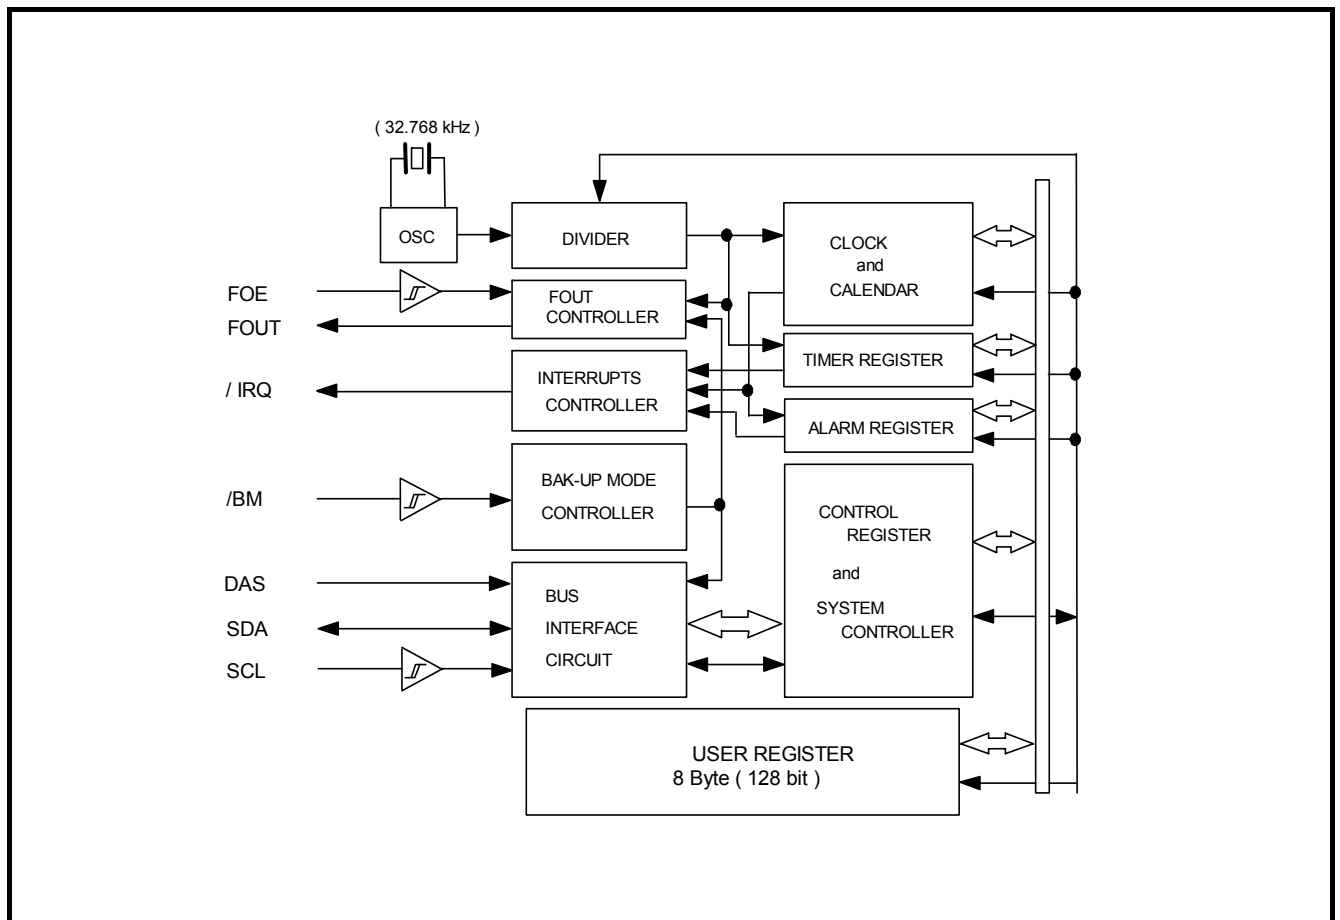 ( 32.768 kHz )
OSC
DIVIDER
CLOCK
and
CALENDAR
FOE
FOUT
FOUT
CONTROLLER
TIMER REGISTER
/ IRQ
INTERRUPTS
CONTROLLER
ALARM REGISTER
/BM
BAK-UP MODE
CONTROLLER
CONTROL
REGISTER
and
SYSTEM
CONTROLLER
DAS
SDA
SCL
BUS
INTERFACE
CIRCUIT
USER REGISTER
8 Byte ( 128 bit )